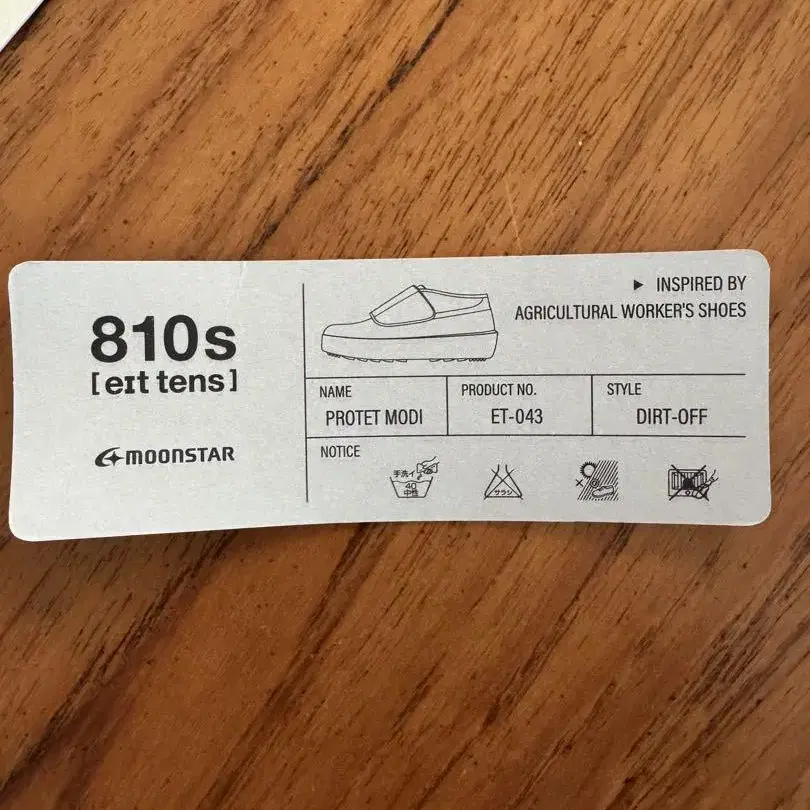 810s
[eɪt tens]
MOONSTAR
▶ INSPIRED BY
AGRICULTURAL WORKER'S SHOES
NAME
PROTET MODI
PRODUCT NO.
ET-043
STYLE
DIRT-OFF
NOTICE
手洗イ
40
中性
サラシ